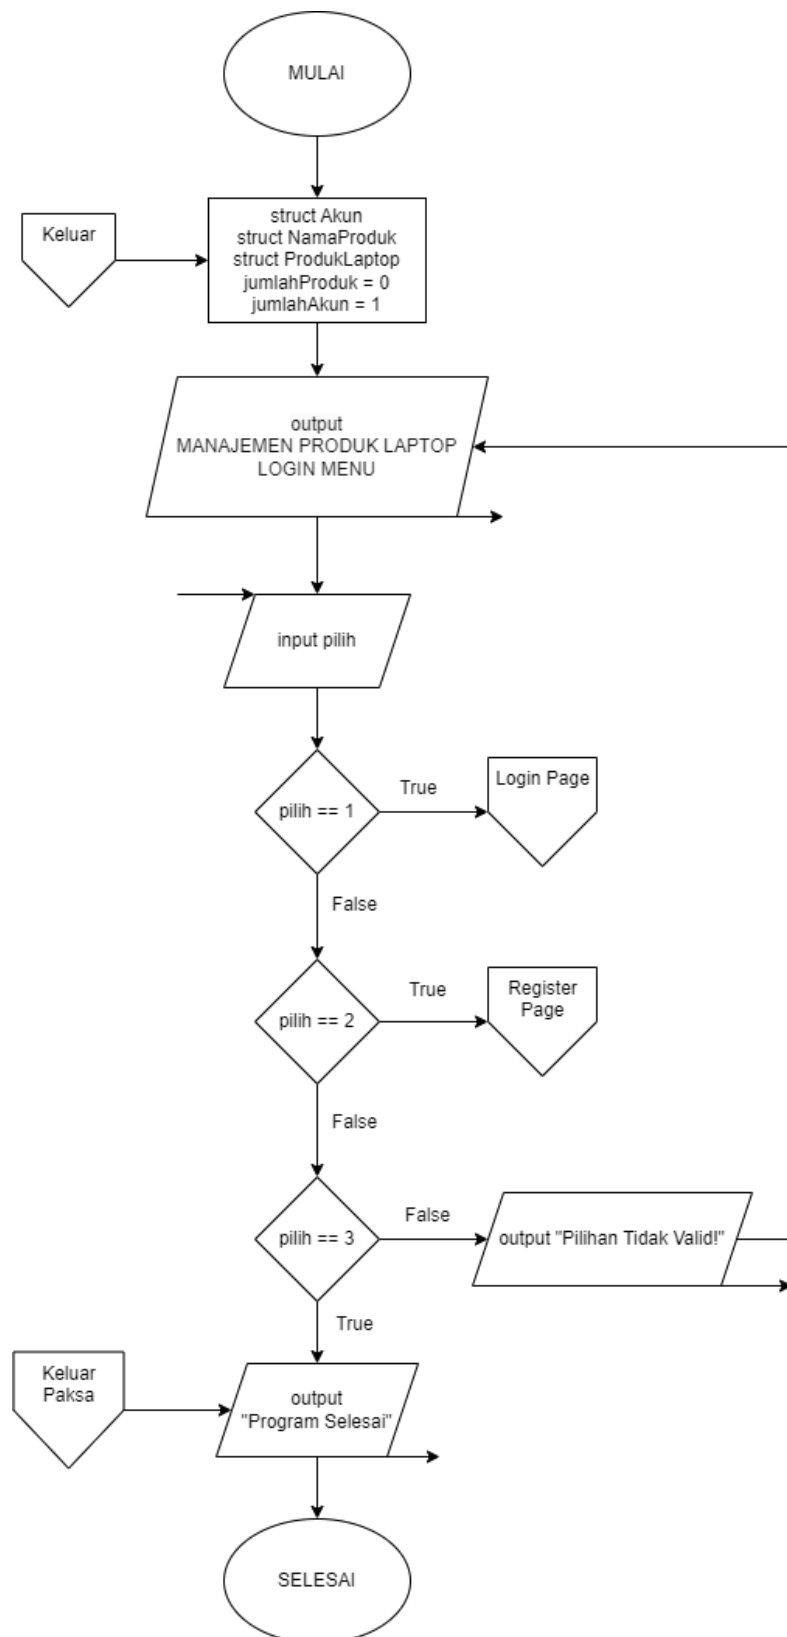 MULAI
Keluar
struct Akun
struct NamaProduk
struct ProdukLaptop
jumlahProduk = 0
jumlahAkun = 1
output
MANAJEMEN PRODUK LAPTOP
LOGIN MENU
input pilih
pilih == 1
True
Login Page
False
pilih == 2
True
Register
Page
False
pilih == 3
False
output "Pilihan Tidak Valid!"
True
Keluar
Paksa
output
"Program Selesai"
SELESAI